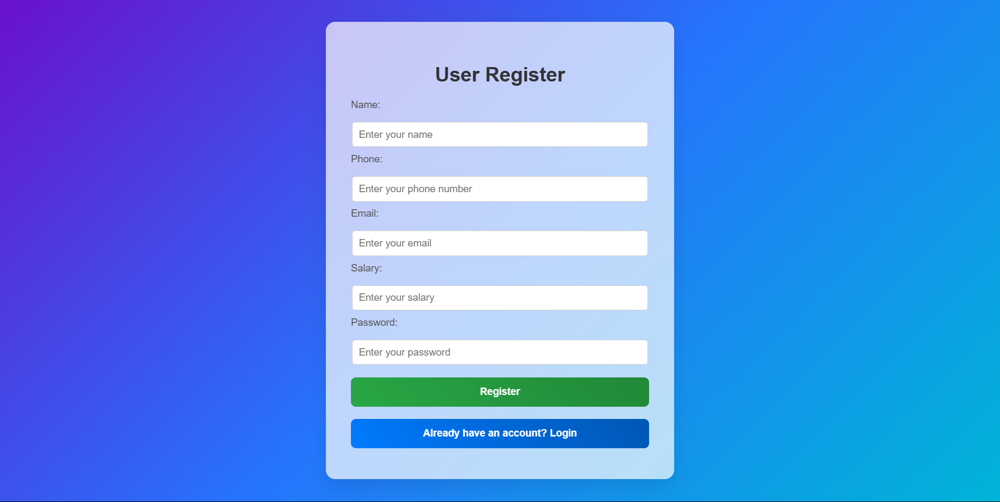 User Register
Name:
Enter your name
Phone:
Enter your phone number
Email:
Enter your email
Salary:
Enter your salary
Password:
Enter your password
Register
Already have an account? Login